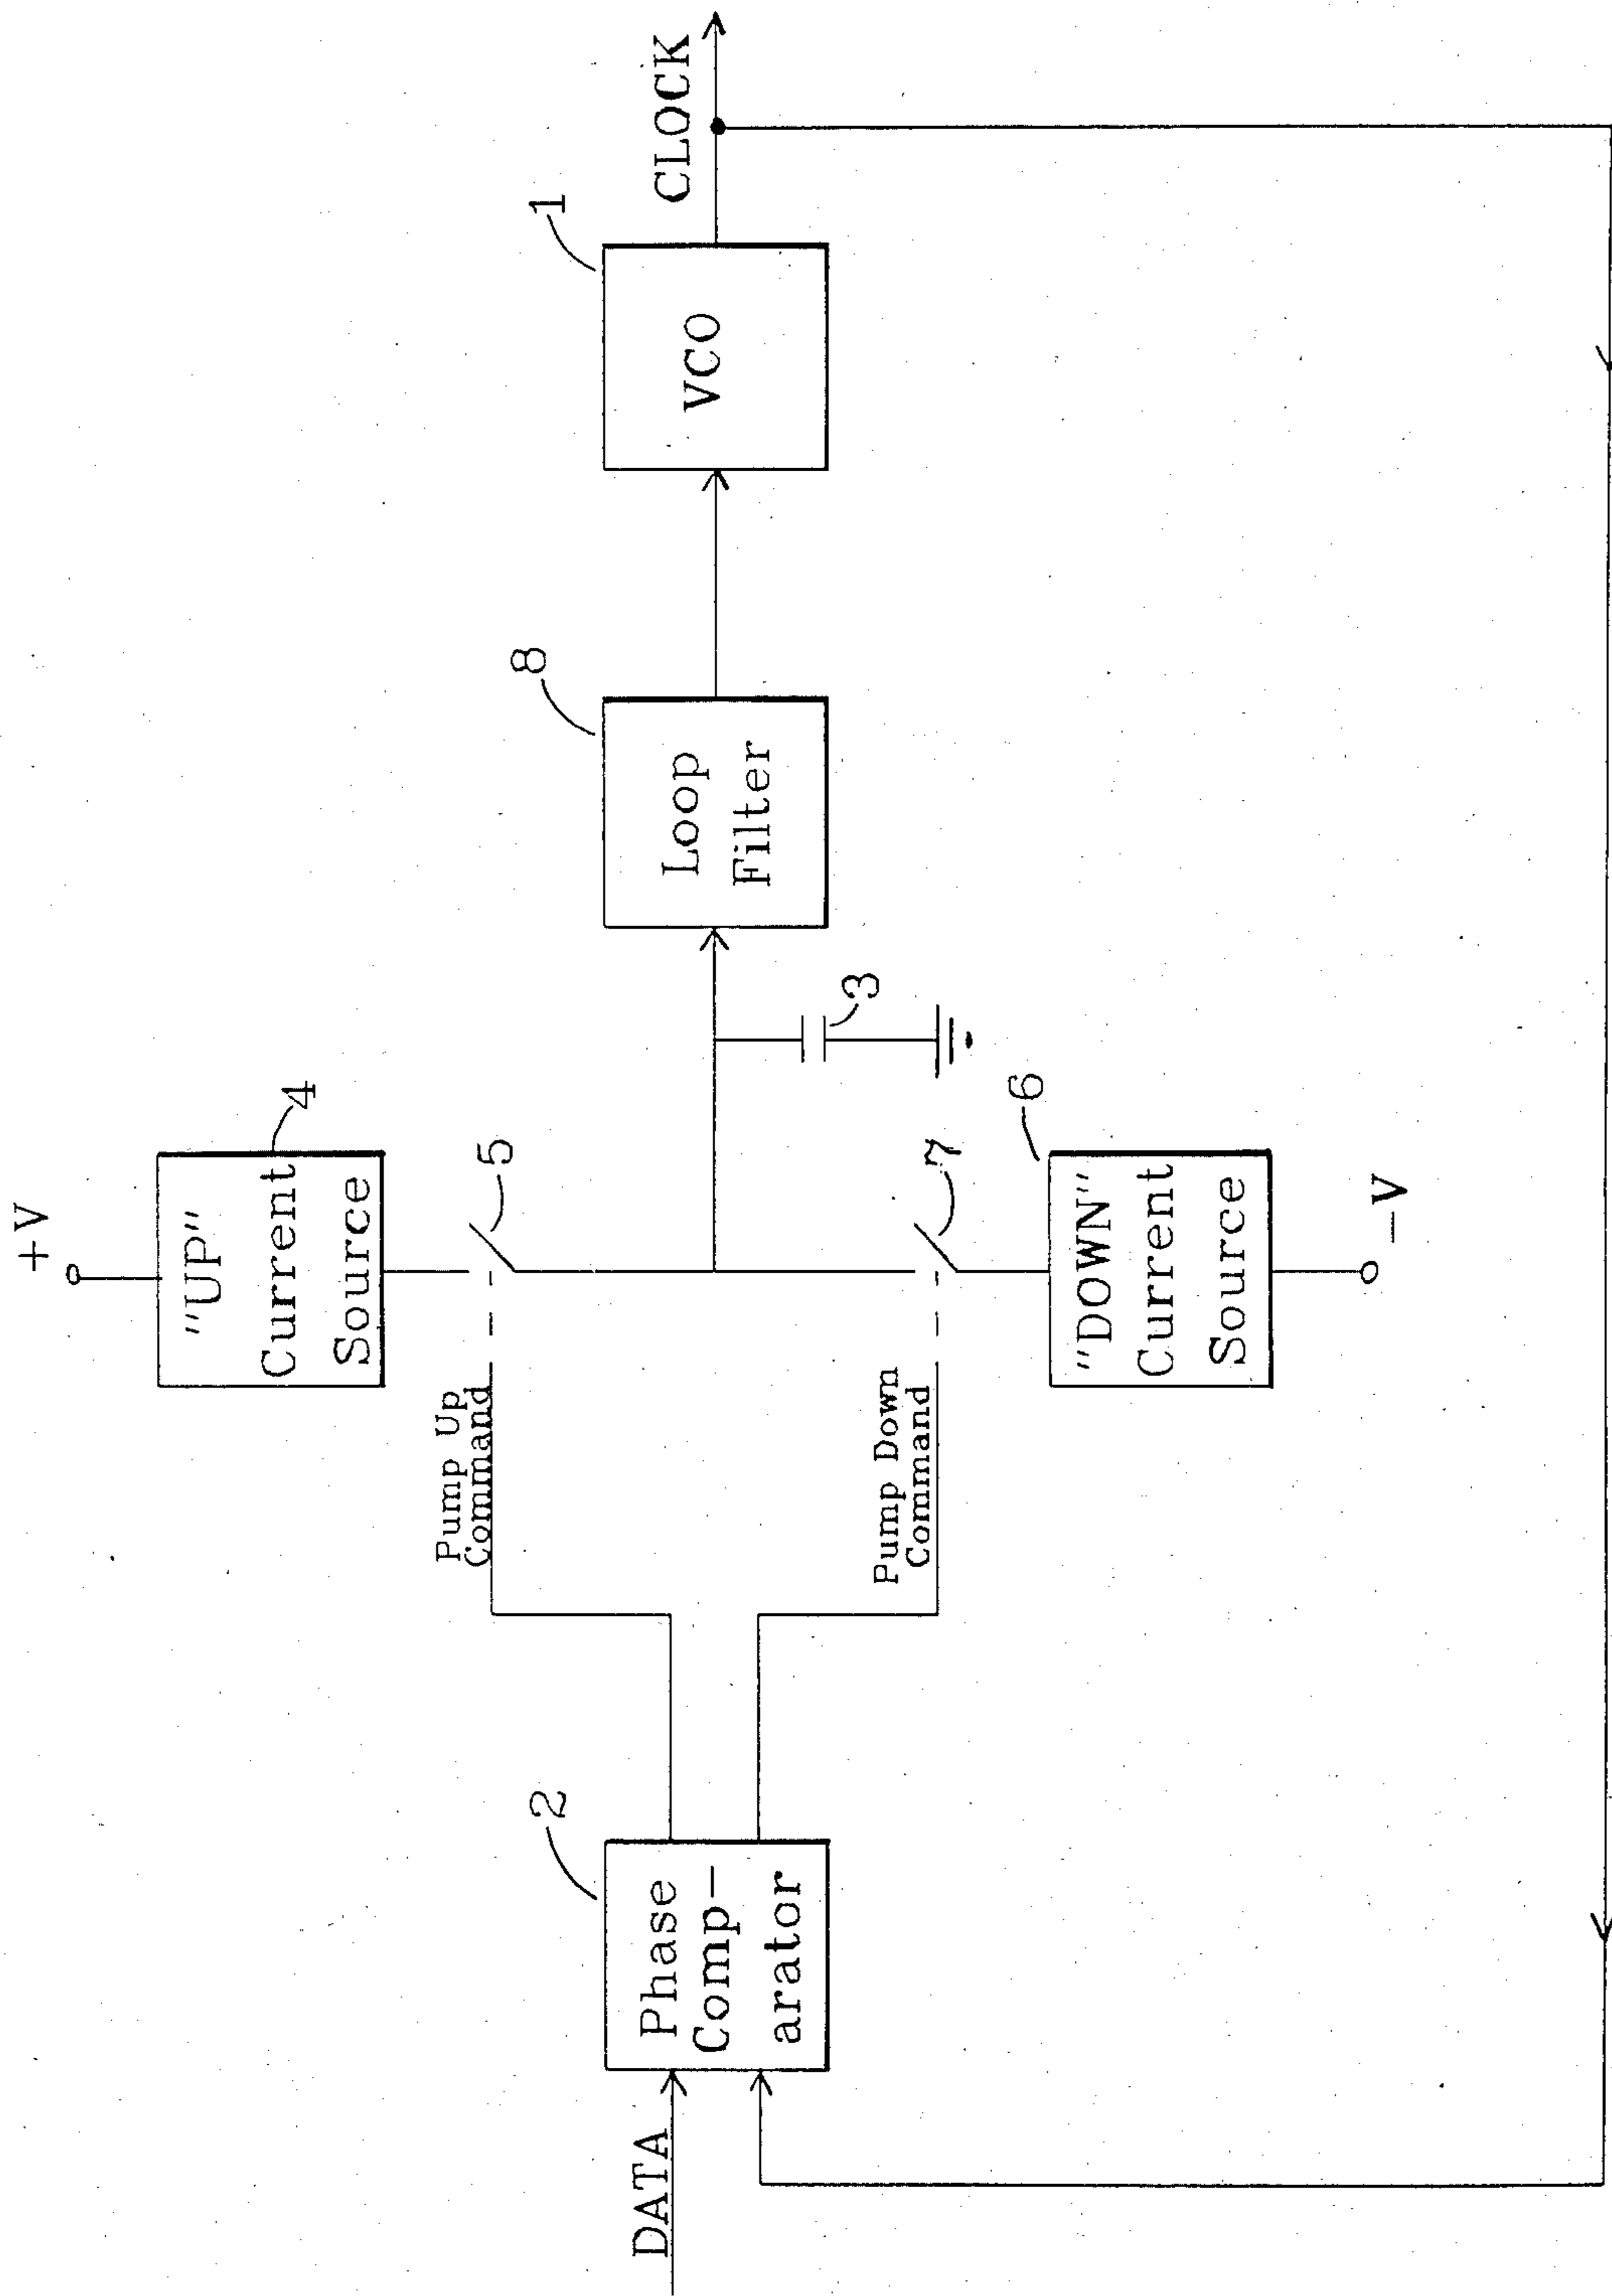 +V
"UP"
Current
Source
4
5
Pump Up
Command
DATA
Phase
Comp-
arator
2
Pump Down
Command
7
"DOWN"
Current
Source
6
-V
3
Loop
Filter
8
VCO
1
CLOCK